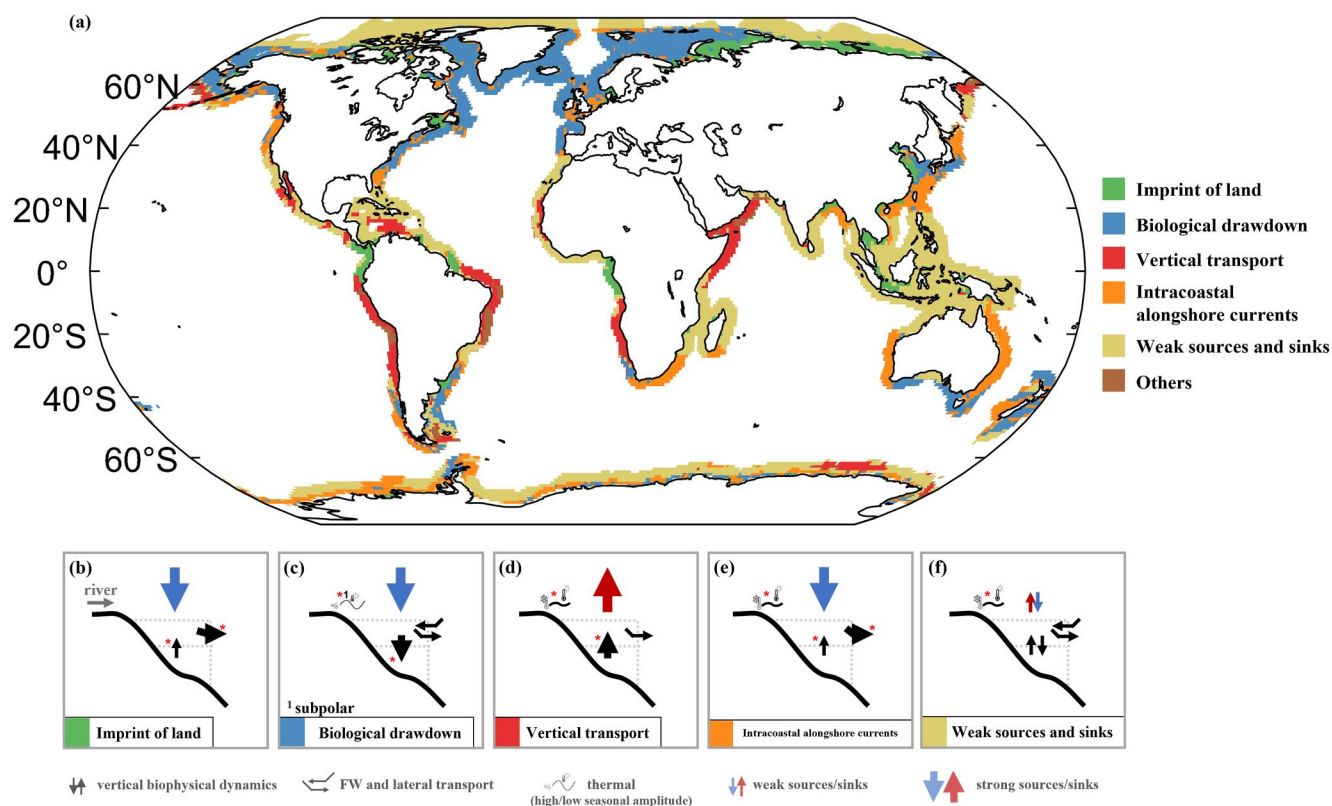 (a)
60°N
40°N
20°N
0°
20°S
40°S
60°S
Imprint of land
Biological drawdown
Vertical transport
Intracoastal
alongshore currents
Weak sources and sinks
Others
(b)
river
*
*
Imprint of land
(c)
*1
*
1 subpolar
Biological drawdown
(d)
*
*
Vertical transport
(e)
*
*
*
Intracoastal alongshore currents
(f)
*
Weak sources and sinks
vertical biophysical dynamics
FW and lateral transport
thermal
(high/low seasonal amplitude)
weak sources/sinks
strong sources/sinks